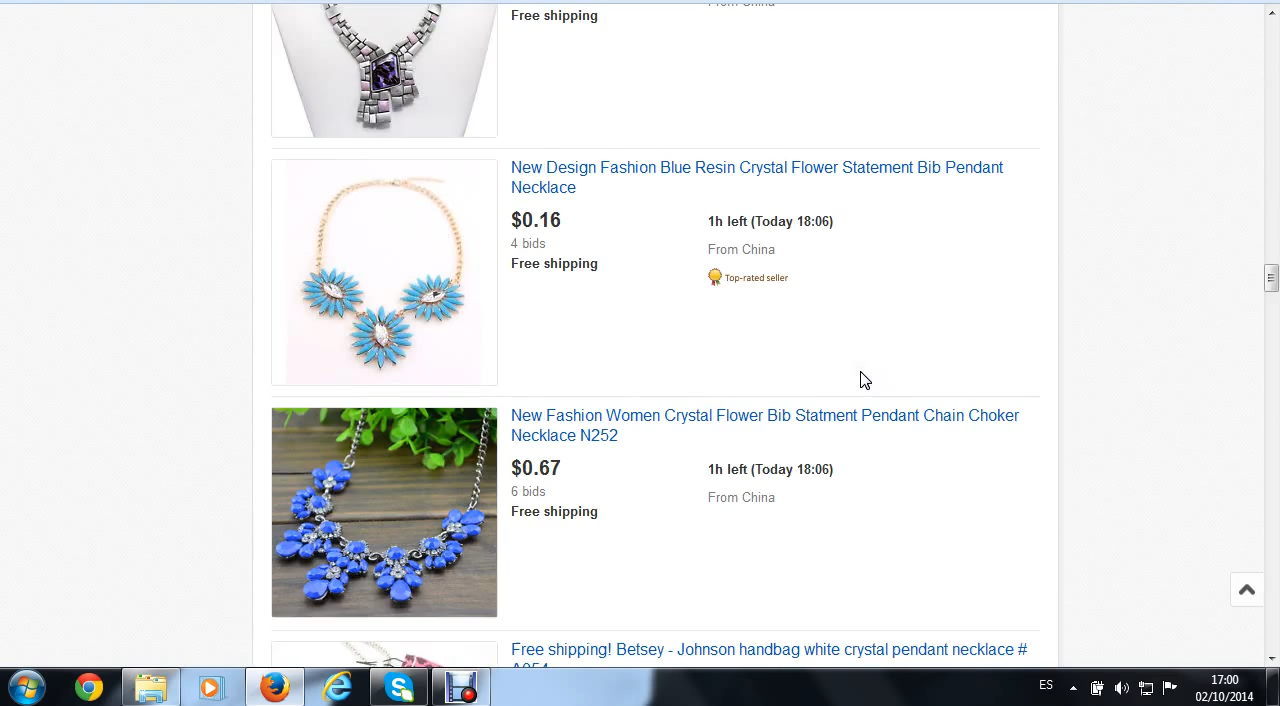 From China
Free shipping
New Design Fashion Blue Resin Crystal Flower Statement Bib Pendant
Necklace
$0.16
1h left (Today 18:06)
4 bids
From China
Free shipping
Top-rated seller
New Fashion Women Crystal Flower Bib Statment Pendant Chain Choker
Necklace N252
$0.67
1h left (Today 18:06)
6 bids
From China
Free shipping
Free shipping! Betsey - Johnson handbag white crystal pendant necklace #
A054
ES
17:00
02/10/2014